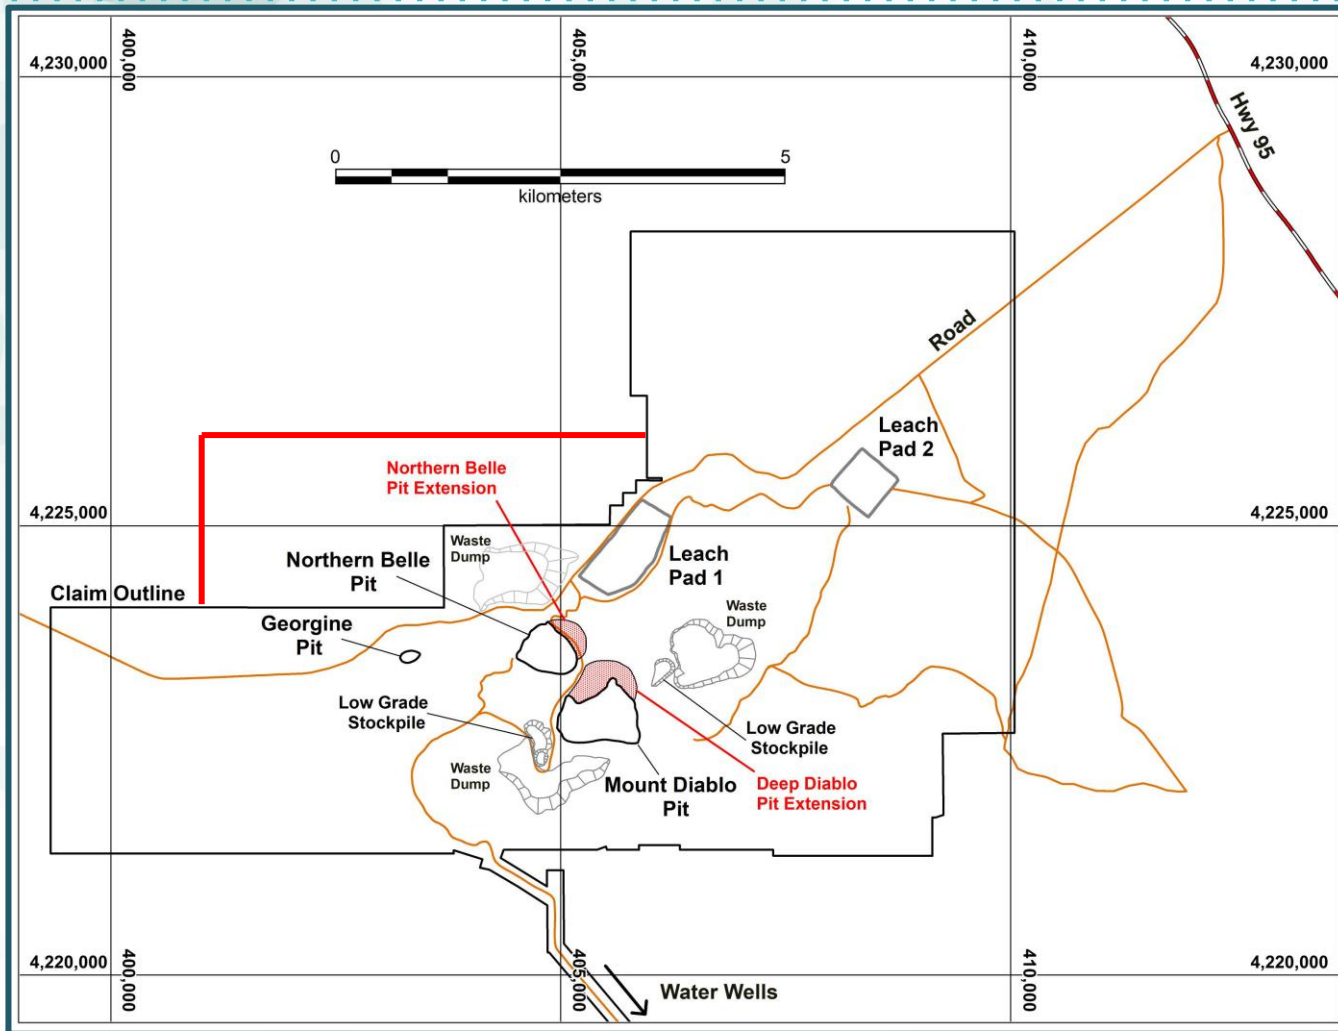 400,000
405,000
410,000
4,230,000
4,230,000
Hwy 95
0
5
kilometers
Road
Leach
Pad 2
Northern Belle
Pit Extension
4,225,000
4,225,000
Waste
Dump
Northern Belle
Pit
Leach
Pad 1
Claim Outline
Waste
Dump
Georgine
Pit
Low Grade
Stockpile
Low Grade
Stockpile
Waste
Dump
Mount Diablo
Pit
Deep Diablo
Pit Extension
4,220,000
4,220,000
400,000
405,000
410,000
Water Wells